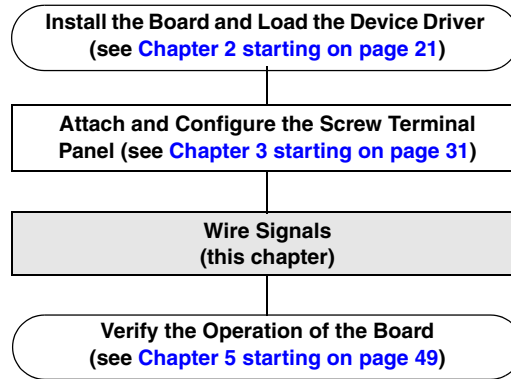 Install the Board and Load the Device Driver
(see Chapter 2 starting on page 21)
Attach and Configure the Screw Terminal
Panel (see Chapter 3 starting on page 31)
Wire Signals
(this chapter)
Verify the Operation of the Board
(see Chapter 5 starting on page 49)